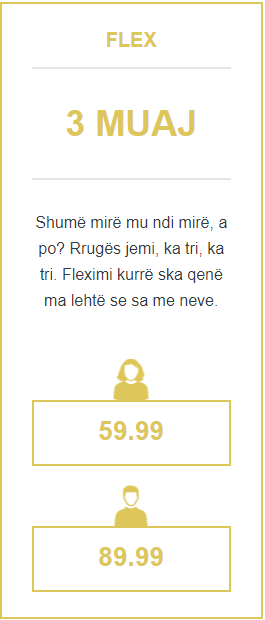 FLEX
3 MUAJ
Shumë mirë mu ndi mirë, a
po? Rrugës jemi, ka tri, ka
tri. Fleximi kurrë ska qenë
ma lehtë se sa me neve.
59.99
89.99